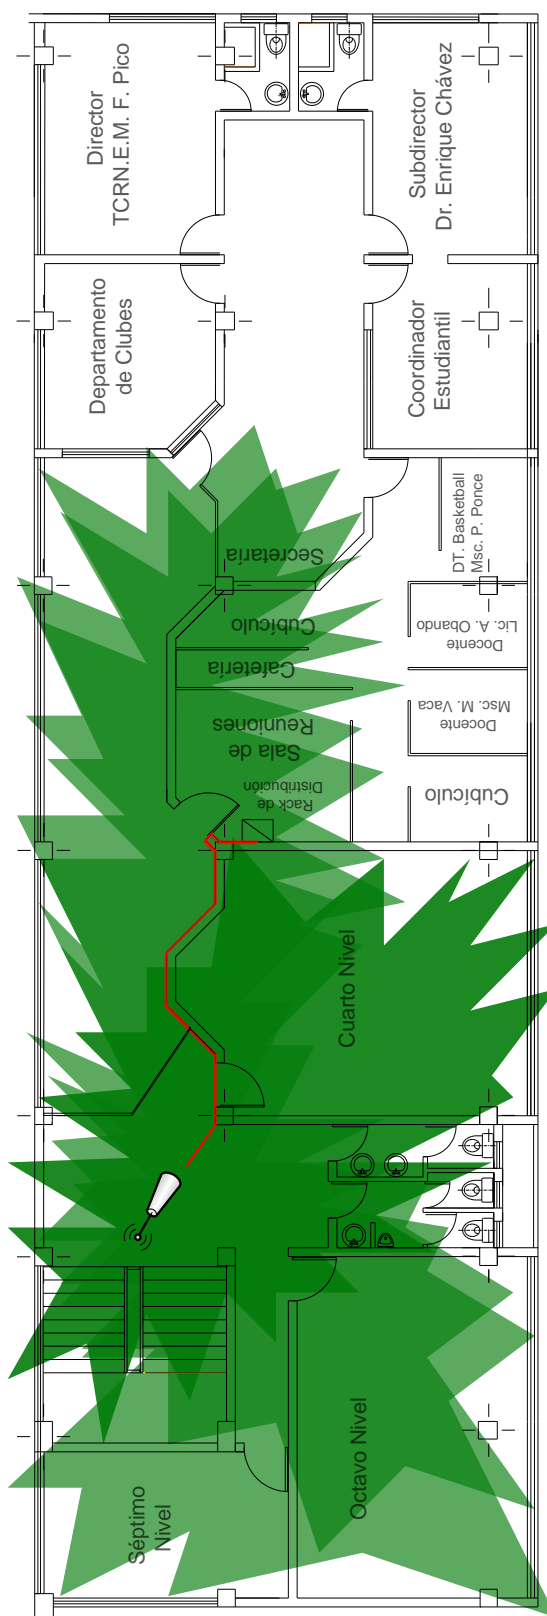 Director
TCRN.E.M. F. Pico
Subdirector
Dr. Enrique Chávez
Departamento
de Clubes
Coordinador
Estudiantil
DT. Basketball
Msc. P. Ponce
Secretaría
Cubículo
Cafetería
Docente
Lic. A. Obando
Sala de
Reuniones
Docente
Msc. M. Vaca
Rack de
Distribución
Cubículo
Cuarto Nivel
Octavo Nivel
Séptimo
Nivel